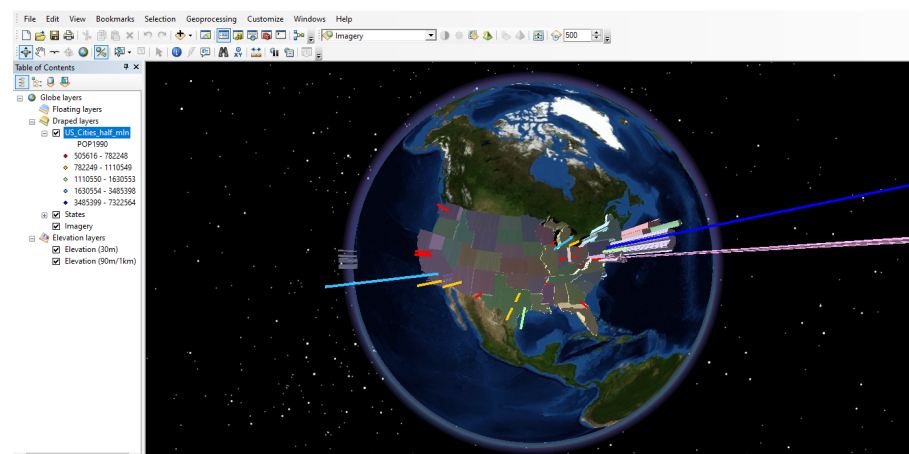 File Edit View Bookmarks Selection Geoprocessing Customize Windows Help
Imagery 500
Table of Contents
Globe layers
Floating layers
Draped layers
US_Cities_half_mln
POP1990
505616 - 782248
782249 - 1110549
1110550 - 1630553
1630554 - 3485398
3485399 - 7322564
States
Imagery
Elevation layers
Elevation (30m)
Elevation (90m/1km)